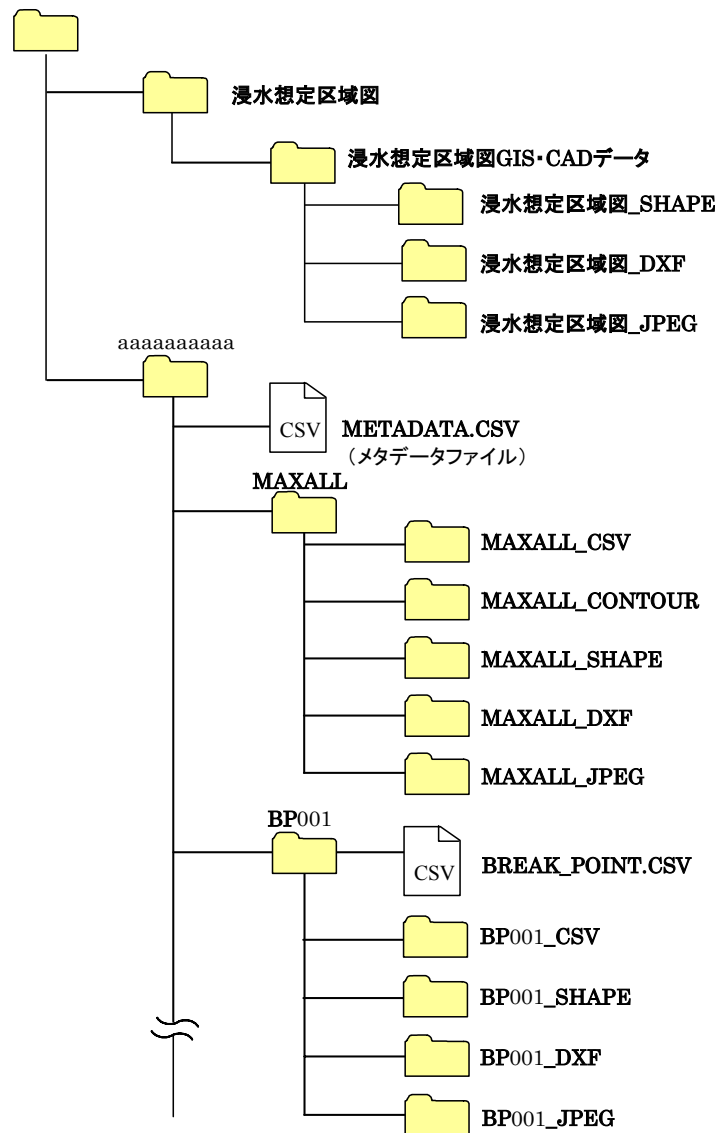 浸水想定区域図
浸水想定区域図GIS・CADデータ
浸水想定区域図_SHAPE
浸水想定区域図_DXF
浸水想定区域図_JPEG
aaaaaaaaaa
CSV
METADATA.CSV
（メタデータファイル）
MAXALL
MAXALL_CSV
MAXALL_CONTOUR
MAXALL_SHAPE
MAXALL_DXF
MAXALL_JPEG
BP001
CSV
BREAK_POINT.CSV
BP001_CSV
BP001_SHAPE
BP001_DXF
BP001_JPEG